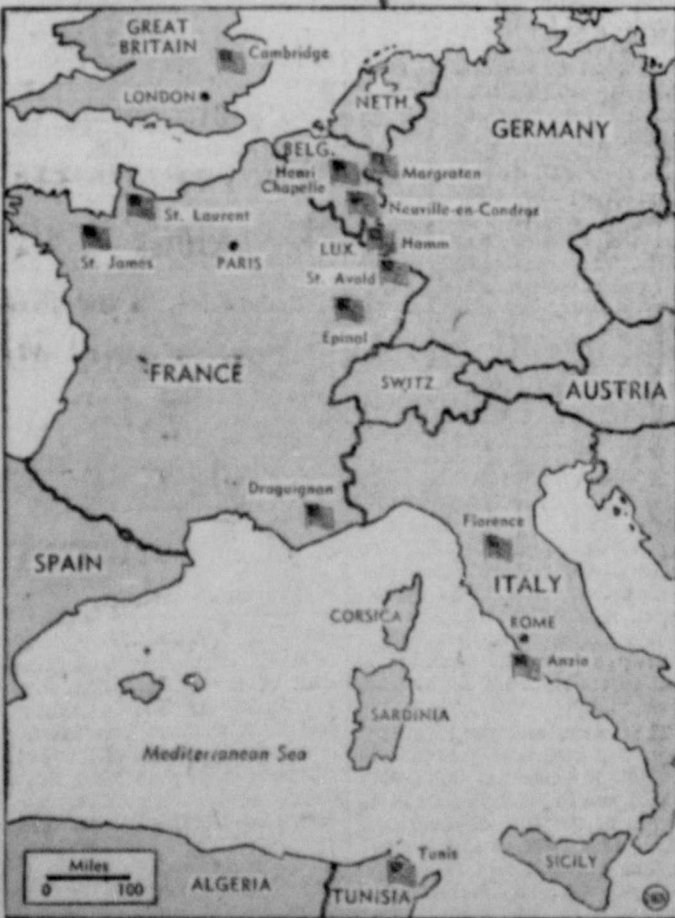 GREAT
BRITAIN
Cambridge
LONDON
NETH.
GERMANY
BELG.
Henri
Chapelle
Margraten
Neuville-en-Condroz
St. Laurent
St. James
PARIS
LUX.
Hamm
St. Avold
Epinal
FRANCE
SWITZ.
AUSTRIA
Draguignan
Florence
SPAIN
ITALY
CORSICA
ROME
Anzio
SARDINIA
Mediterranean Sea
Miles
0 100
ALGERIA
Tunis
TUNISIA
SICILY